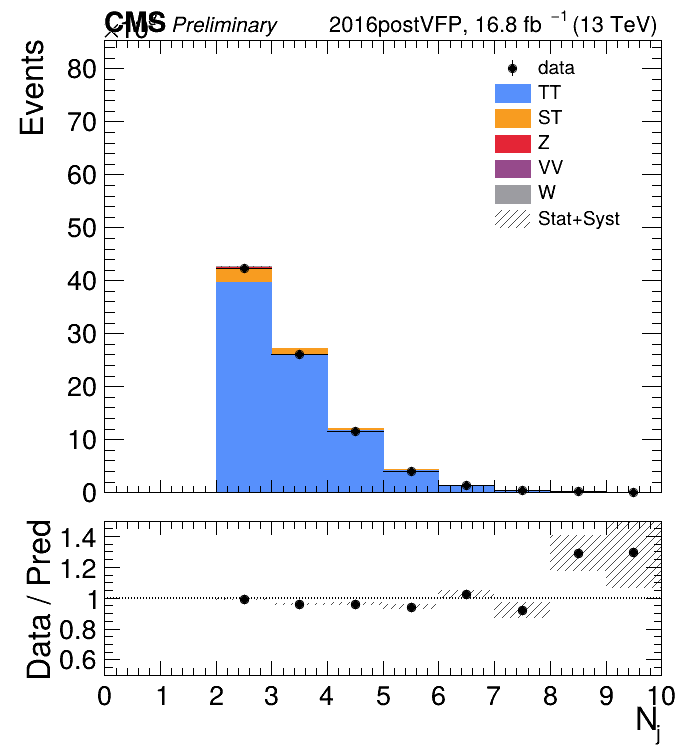 CMS Preliminary 2016postVFP, 16.8 fb⁻¹ (13 TeV)
Events
80
70
60
50
40
30
20
10
0
data
TT
ST
Z
VV
W
Stat+Syst
Data / Pred
1.4
1.2
1
0.8
0.6
0 1 2 3 4 5 6 7 8 9 10
N_j